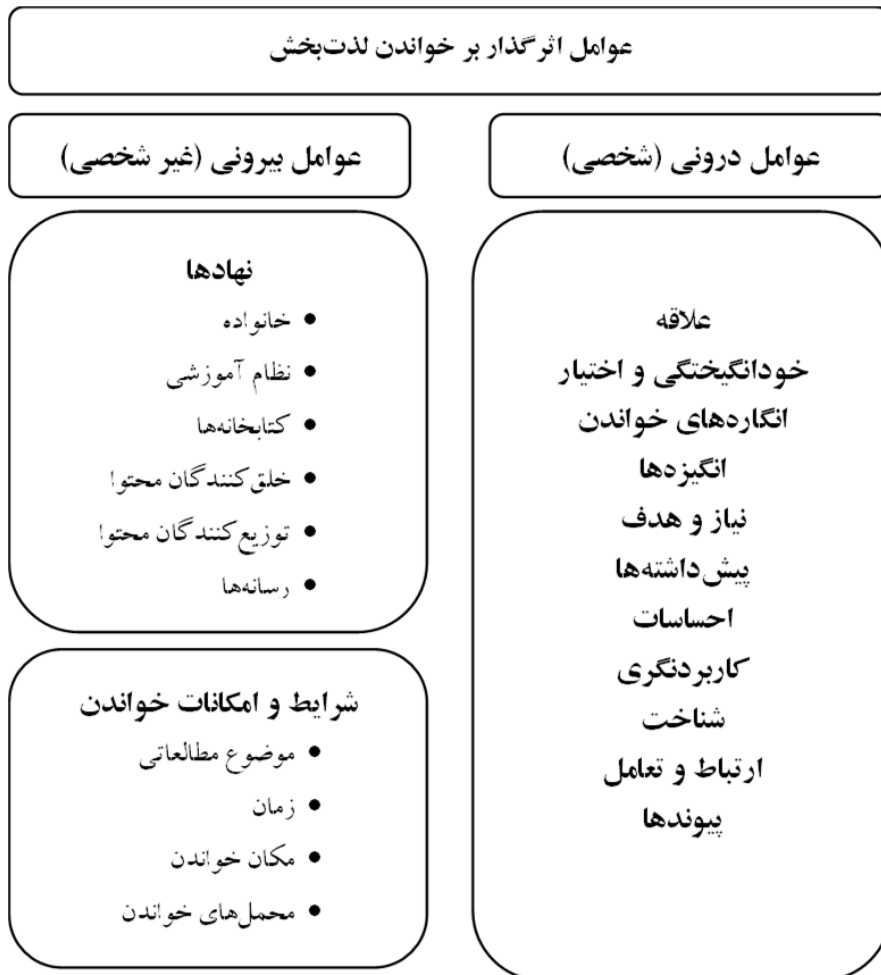 عوامل اثرگذار بر خواندن لذت‌بخش
عوامل درونی (شخصی)
علاقه
خودانگیختگی و اختیار
انگاره‌های خواندن
انگیزه‌ها
نیاز و هدف
پیش‌داشته‌ها
احساسات
کاربردنگری
شناخت
ارتباط و تعامل
پیوندها
عوامل بیرونی (غیر شخصی)
نهادها
• خانواده
• نظام آموزشی
• کتابخانه‌ها
• خلق‌کنندگان محتوا
• توزیع‌کنندگان محتوا
• رسانه‌ها
شرایط و امکانات خواندن
• موضوع مطالعاتی
• زمان
• مکان خواندن
• محمل‌های خواندن